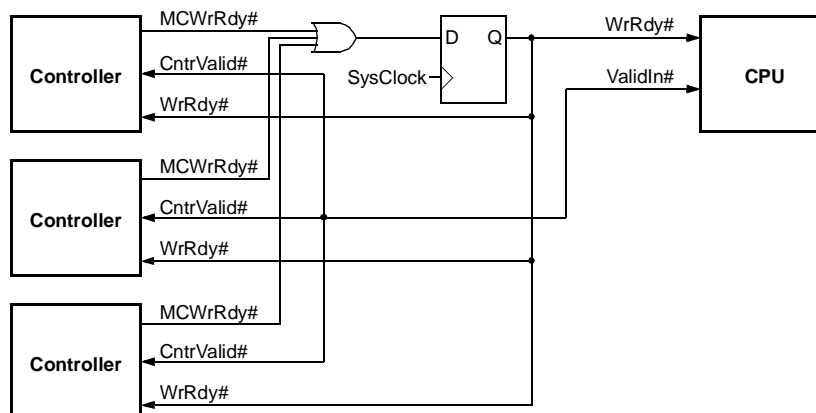 MCWrRdy#
Controller
CntrValid#
WrRdy#
D Q
SysClock
WrRdy#
ValidIn#
CPU
MCWrRdy#
Controller
CntrValid#
WrRdy#
MCWrRdy#
Controller
CntrValid#
WrRdy#